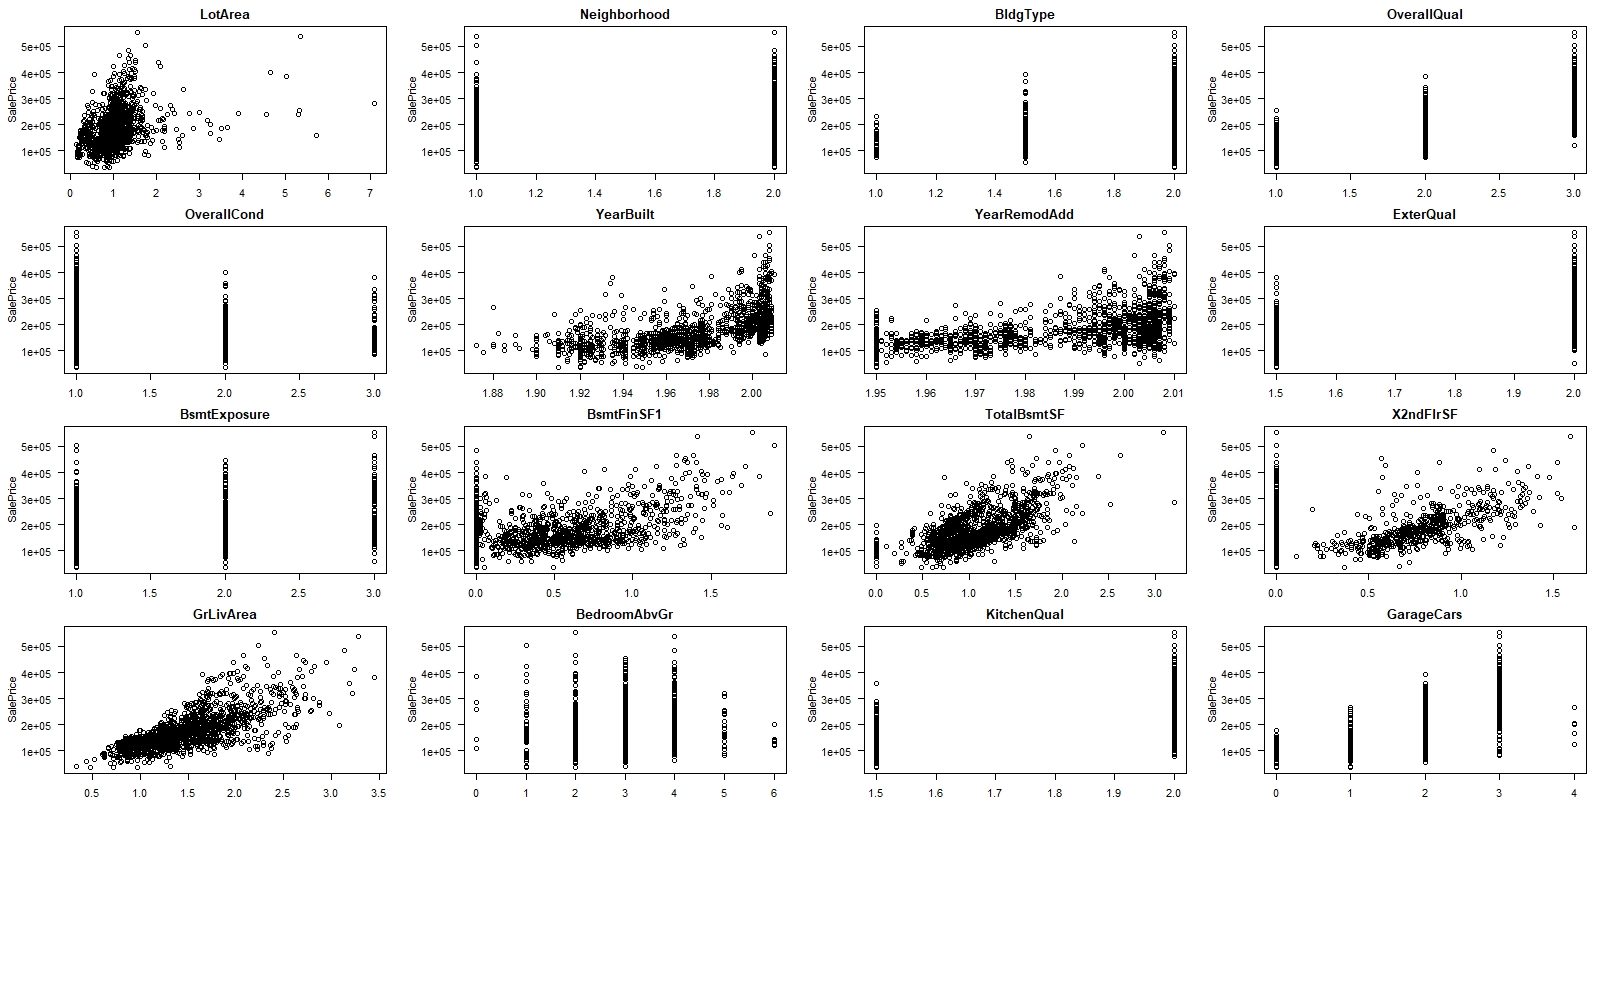 LotArea Neighborhood BldgType OverallQual
SalePrice SalePrice SalePrice SalePrice
5e+05 5e+05 5e+05 5e+05
4e+05 4e+05 4e+05 4e+05
3e+05 3e+05 3e+05 3e+05
2e+05 2e+05 2e+05 2e+05
1e+05 1e+05 1e+05 1e+05
0 1 2 3 4 5 6 7 1.0 1.2 1.4 1.6 1.8 2.0 1.0 1.2 1.4 1.6 1.8 2.0 1.0 1.5 2.0 2.5 3.0
OverallCond YearBuilt YearRemodAdd ExterQual
SalePrice SalePrice SalePrice SalePrice
5e+05 5e+05 5e+05 5e+05
4e+05 4e+05 4e+05 4e+05
3e+05 3e+05 3e+05 3e+05
2e+05 2e+05 2e+05 2e+05
1e+05 1e+05 1e+05 1e+05
1.0 1.5 2.0 2.5 3.0 1.88 1.90 1.92 1.94 1.96 1.98 2.00 1.95 1.96 1.97 1.98 1.99 2.00 2.01 1.5 1.6 1.7 1.8 1.9 2.0
BsmtExposure BsmtFinSF1 TotalBsmtSF X2ndFlrSF
SalePrice SalePrice SalePrice SalePrice
5e+05 5e+05 5e+05 5e+05
4e+05 4e+05 4e+05 4e+05
3e+05 3e+05 3e+05 3e+05
2e+05 2e+05 2e+05 2e+05
1e+05 1e+05 1e+05 1e+05
1.0 1.5 2.0 2.5 3.0 0.0 0.5 1.0 1.5 0.0 0.5 1.0 1.5 2.0 2.5 3.0 0.0 0.5 1.0 1.5
GrLivArea BedroomAbvGr KitchenQual GarageCars
SalePrice SalePrice SalePrice SalePrice
5e+05 5e+05 5e+05 5e+05
4e+05 4e+05 4e+05 4e+05
3e+05 3e+05 3e+05 3e+05
2e+05 2e+05 2e+05 2e+05
1e+05 1e+05 1e+05 1e+05
0.5 1.0 1.5 2.0 2.5 3.0 3.5 0 1 2 3 4 5 6 1.5 1.6 1.7 1.8 1.9 2.0 0 1 2 3 4